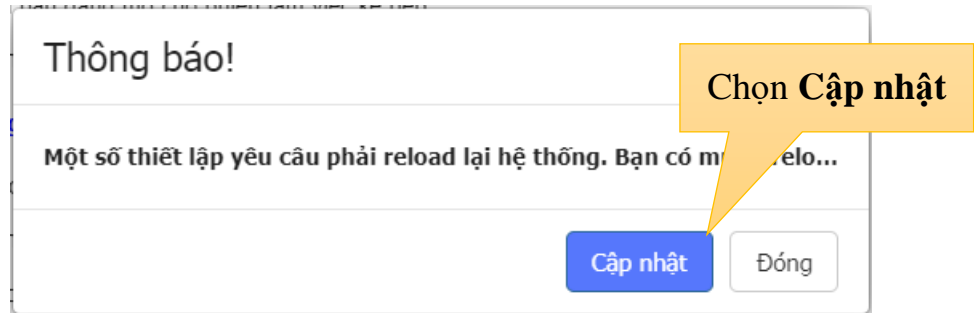 Thông báo!
Chọn Cập nhật
Một số thiết lập yêu câu phải reload lại hệ thống. Bạn có relo...
Cập nhật
Đóng